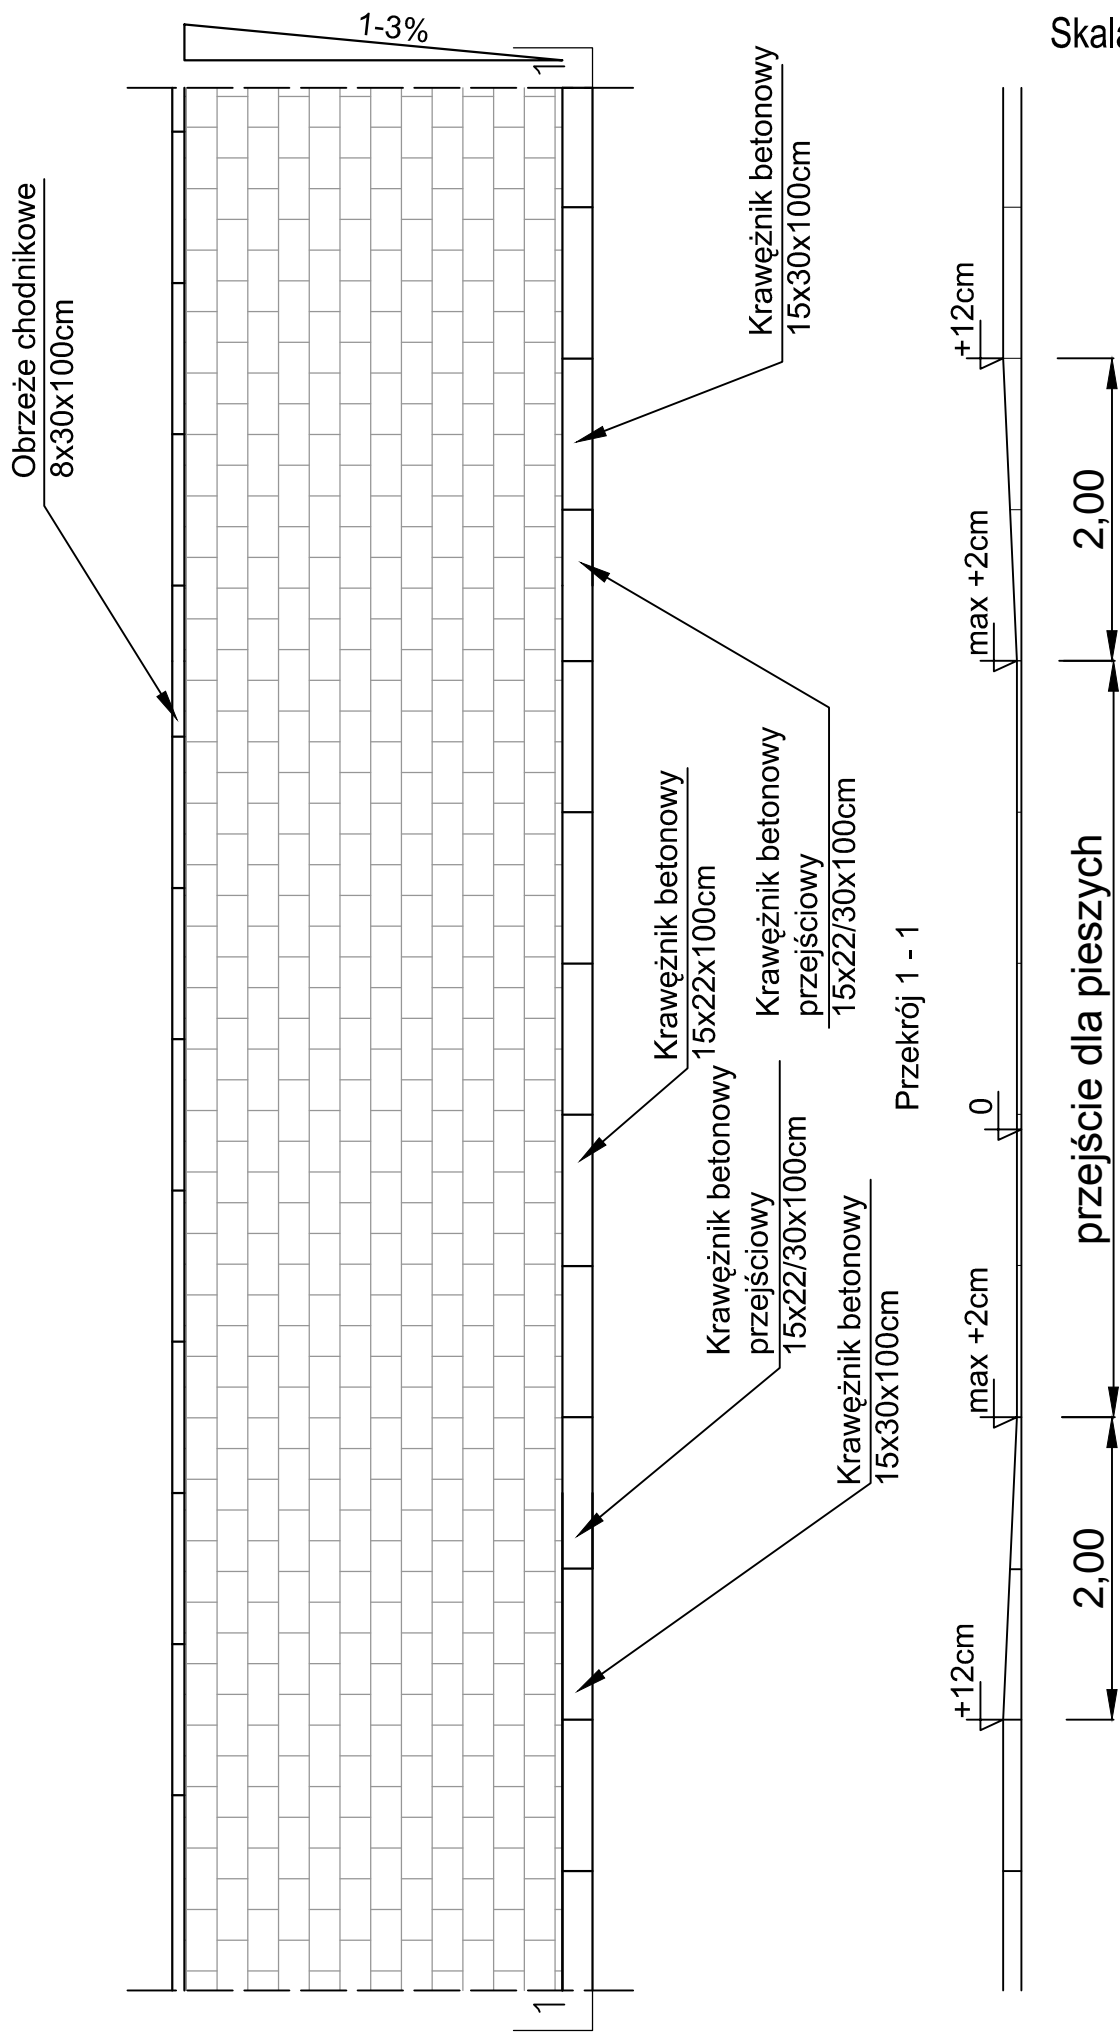 Skala
1-3%
1
Obrzeże chodnikowe
8x30x100cm
Krawężnik betonowy
15x30x100cm
Krawężnik betonowy
przejściowy
15x22/30x100cm
Krawężnik betonowy
15x22x100cm
Krawężnik betonowy
przejściowy
15x22/30x100cm
Krawężnik betonowy
15x30x100cm
1
Przekrój 1 - 1
+12cm
max +2cm
0
max +2cm
+12cm
2,00
przejście dla pieszych
2,00